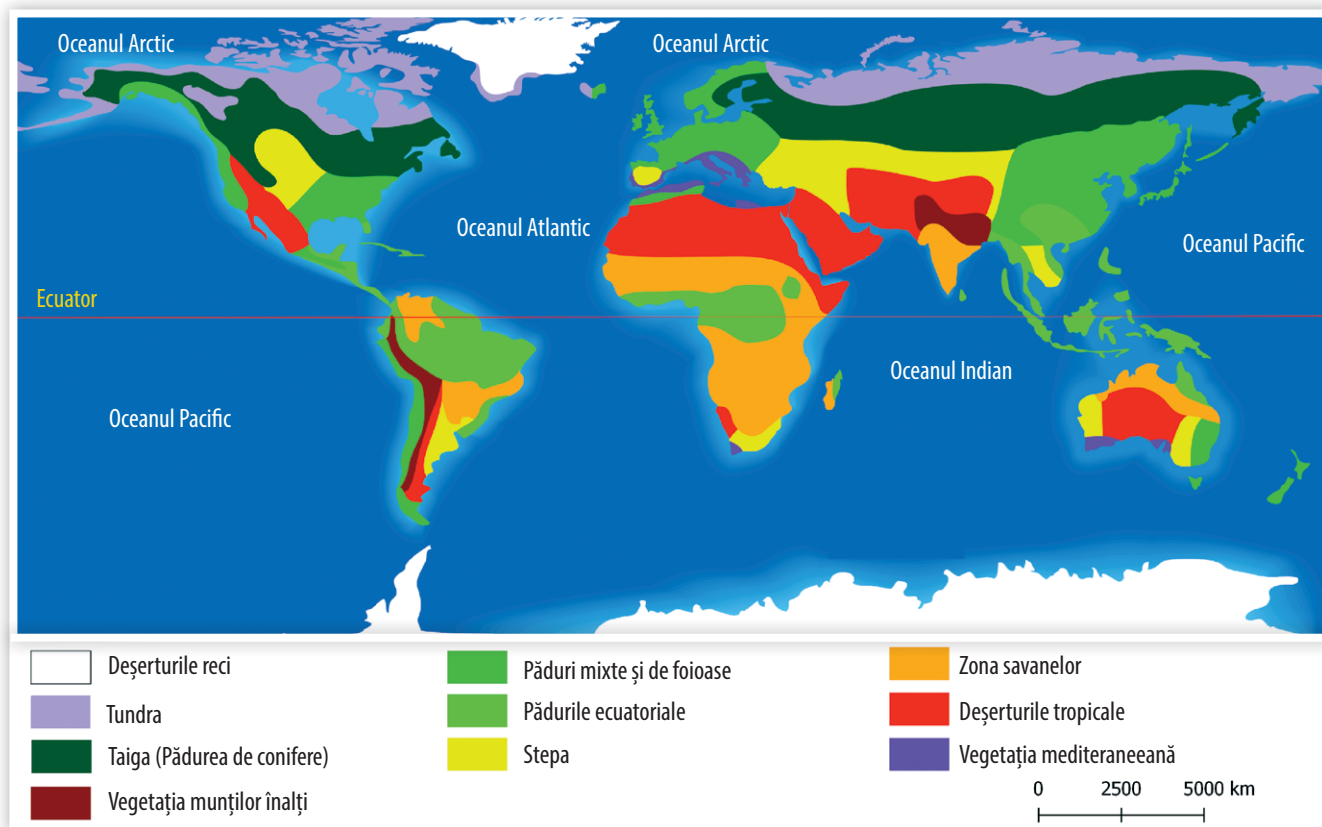 Oceanul Arctic
Oceanul Arctic
Oceanul Atlantic
Oceanul Pacific
Ecuator
Oceanul Indian
Oceanul Pacific
Deșerturile reci
Tundra
Taiga (Pădurea de conifere)
Vegetația munților înalți
Păduri mixte și de foioase
Pădurile ecuatoriale
Stepa
Zona savanelor
Deșerturile tropicale
Vegetația mediteraneeană
0 2500 5000 km